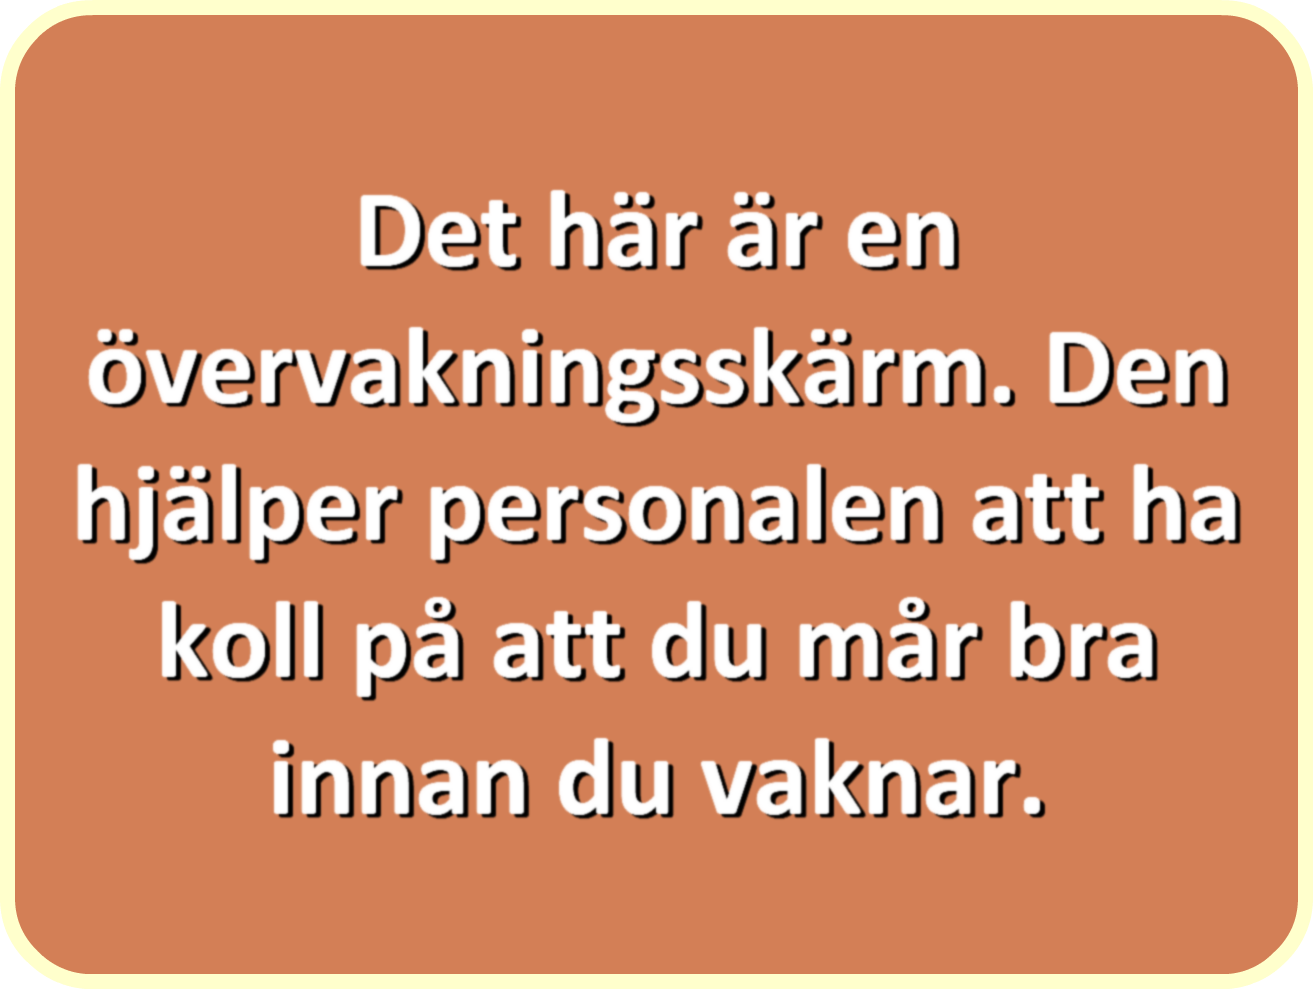 Det här är en
övervakningsskärm. Den
hjälper personalen att ha
koll på att du mår bra
innan du vaknar.